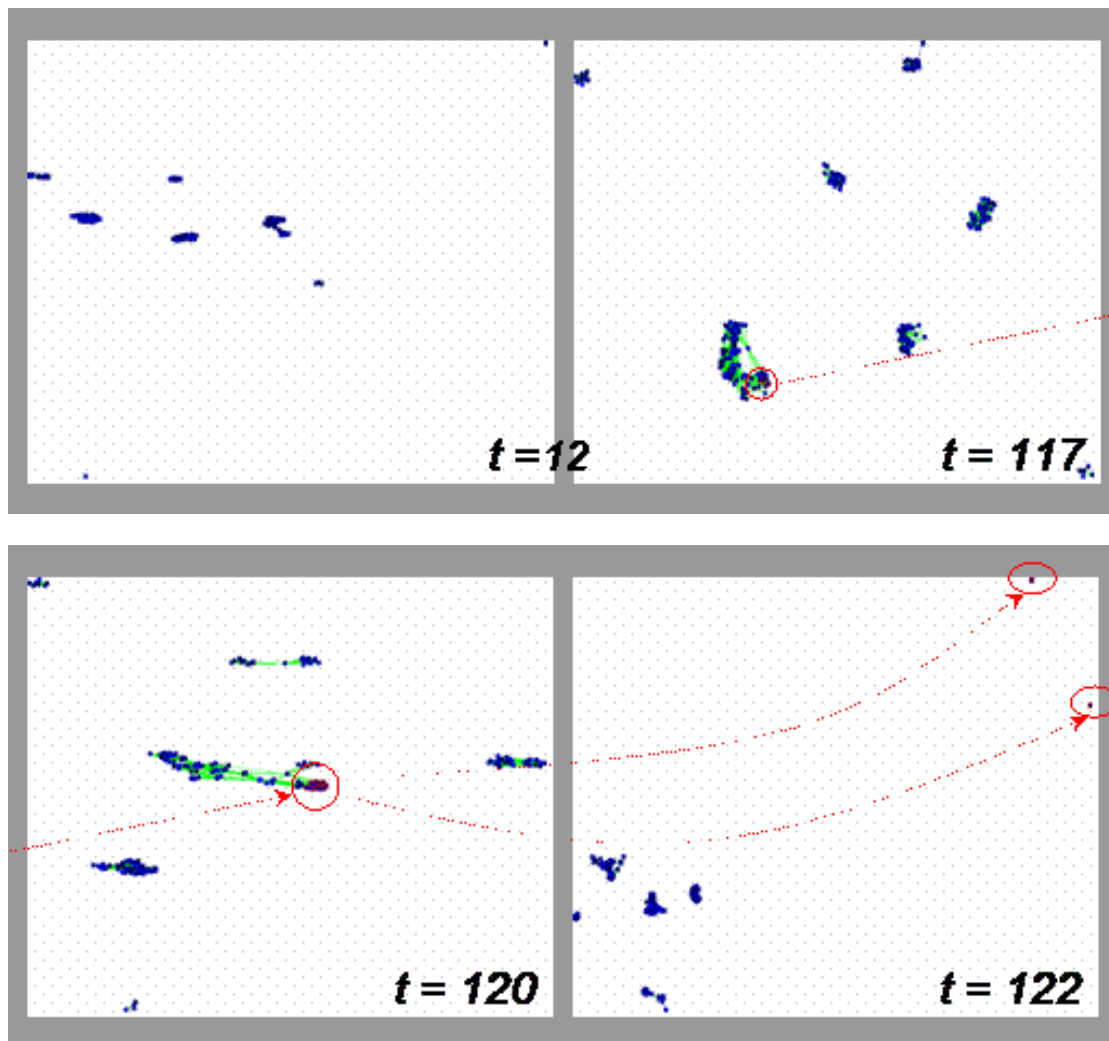 t =12
t = 117
t = 120
t = 122